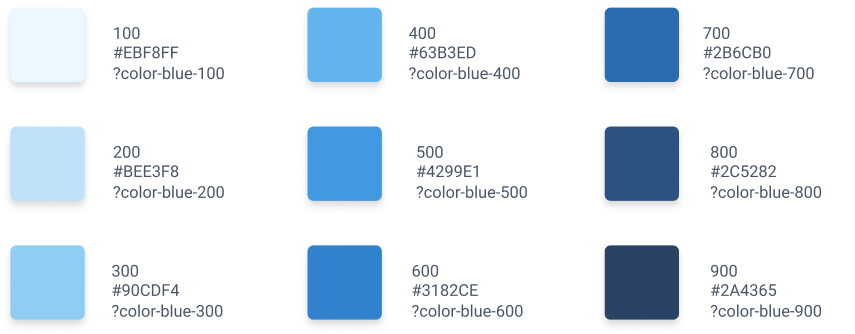 100
#EBF8FF
?color-blue-100
200
#BEE3F8
?color-blue-200
300
#90CDF4
?color-blue-300
400
#63B3ED
?color-blue-400
500
#4299E1
?color-blue-500
600
#3182CE
?color-blue-600
700
#2B6CB0
?color-blue-700
800
#2C5282
?color-blue-800
900
#2A4365
?color-blue-900